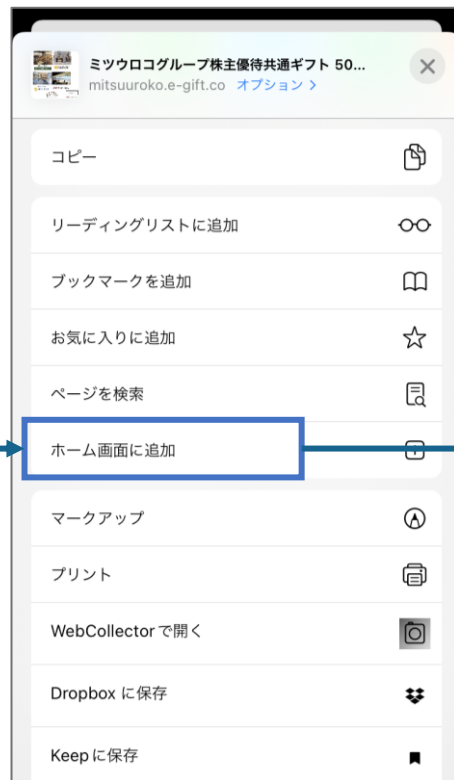 ミツウロコグループ株主優待共通ギフト 50...
mitsuuroko.e-gift.co オプション >
コピー
リーディングリストに追加
ブックマークを追加
お気に入りに追加
ページを検索
ホーム画面に追加
マークアップ
プリント
WebCollectorで開く
Dropbox に保存
Keepに保存